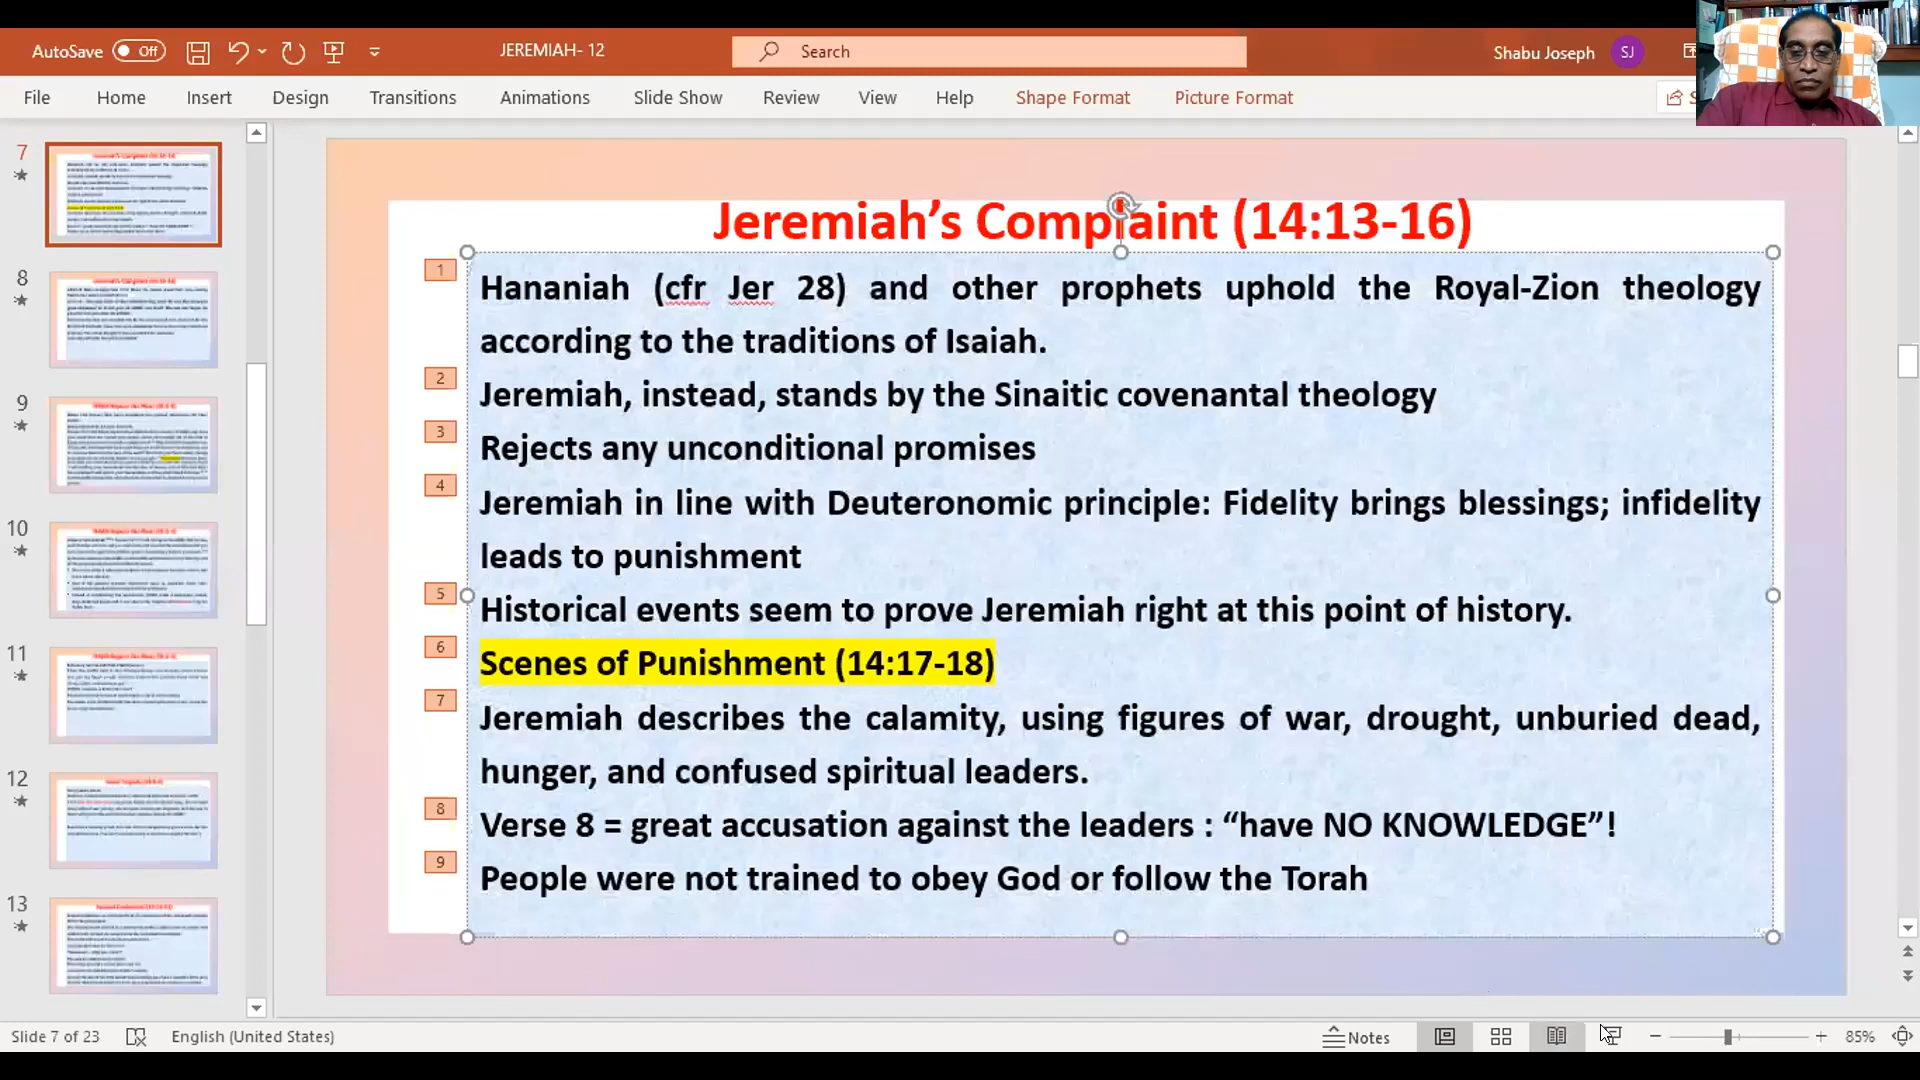 AutoSave Off JEREMIAH- 12 Search Shabu Joseph SJ
File Home Insert Design Transitions Animations Slide Show Review View Help Shape Format Picture Format
7
8
9
10
11
12
13
Jeremiah’s Complaint (14:13-16)
1
Hananiah (cfr Jer 28) and other prophets uphold the Royal-Zion theology
according to the traditions of Isaiah.
2
Jeremiah, instead, stands by the Sinaitic covenantal theology
3
Rejects any unconditional promises
4
Jeremiah in line with Deuteronomic principle: Fidelity brings blessings; infidelity
leads to punishment
5
Historical events seem to prove Jeremiah right at this point of history.
6
Scenes of Punishment (14:17-18)
7
Jeremiah describes the calamity, using figures of war, drought, unburied dead,
hunger, and confused spiritual leaders.
8
Verse 8 = great accusation against the leaders : “have NO KNOWLEDGE”!
9
People were not trained to obey God or follow the Torah
Slide 7 of 23 English (United States) Notes 85%